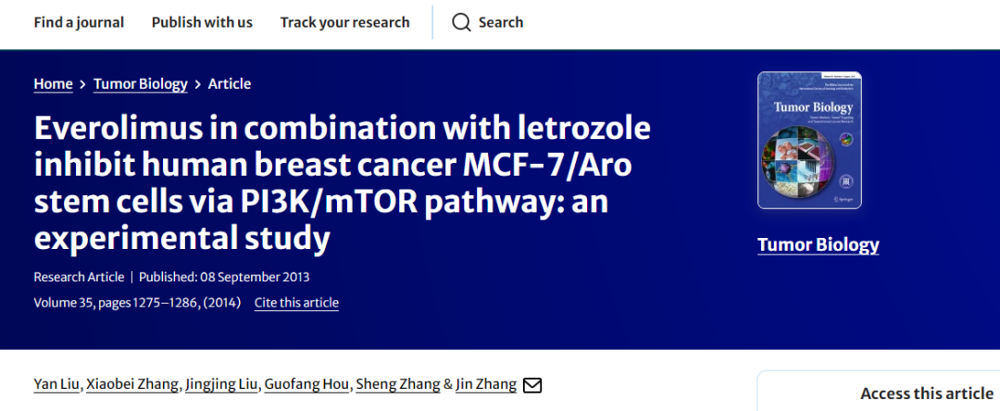 Find a journal Publish with us Track your research Search
Home > Tumor Biology > Article
Everolimus in combination with letrozole
inhibit human breast cancer MCF-7/Aro
stem cells via PI3K/mTOR pathway: an
experimental study
Research Article | Published: 08 September 2013
Volume 35, pages 1275–1286, (2014) Cite this article
Tumor Biology
Springer
Tumor Biology
Yan Liu, Xiaobei Zhang, Jingjing Liu, Guofang Hou, Sheng Zhang & Jin Zhang
Access this article